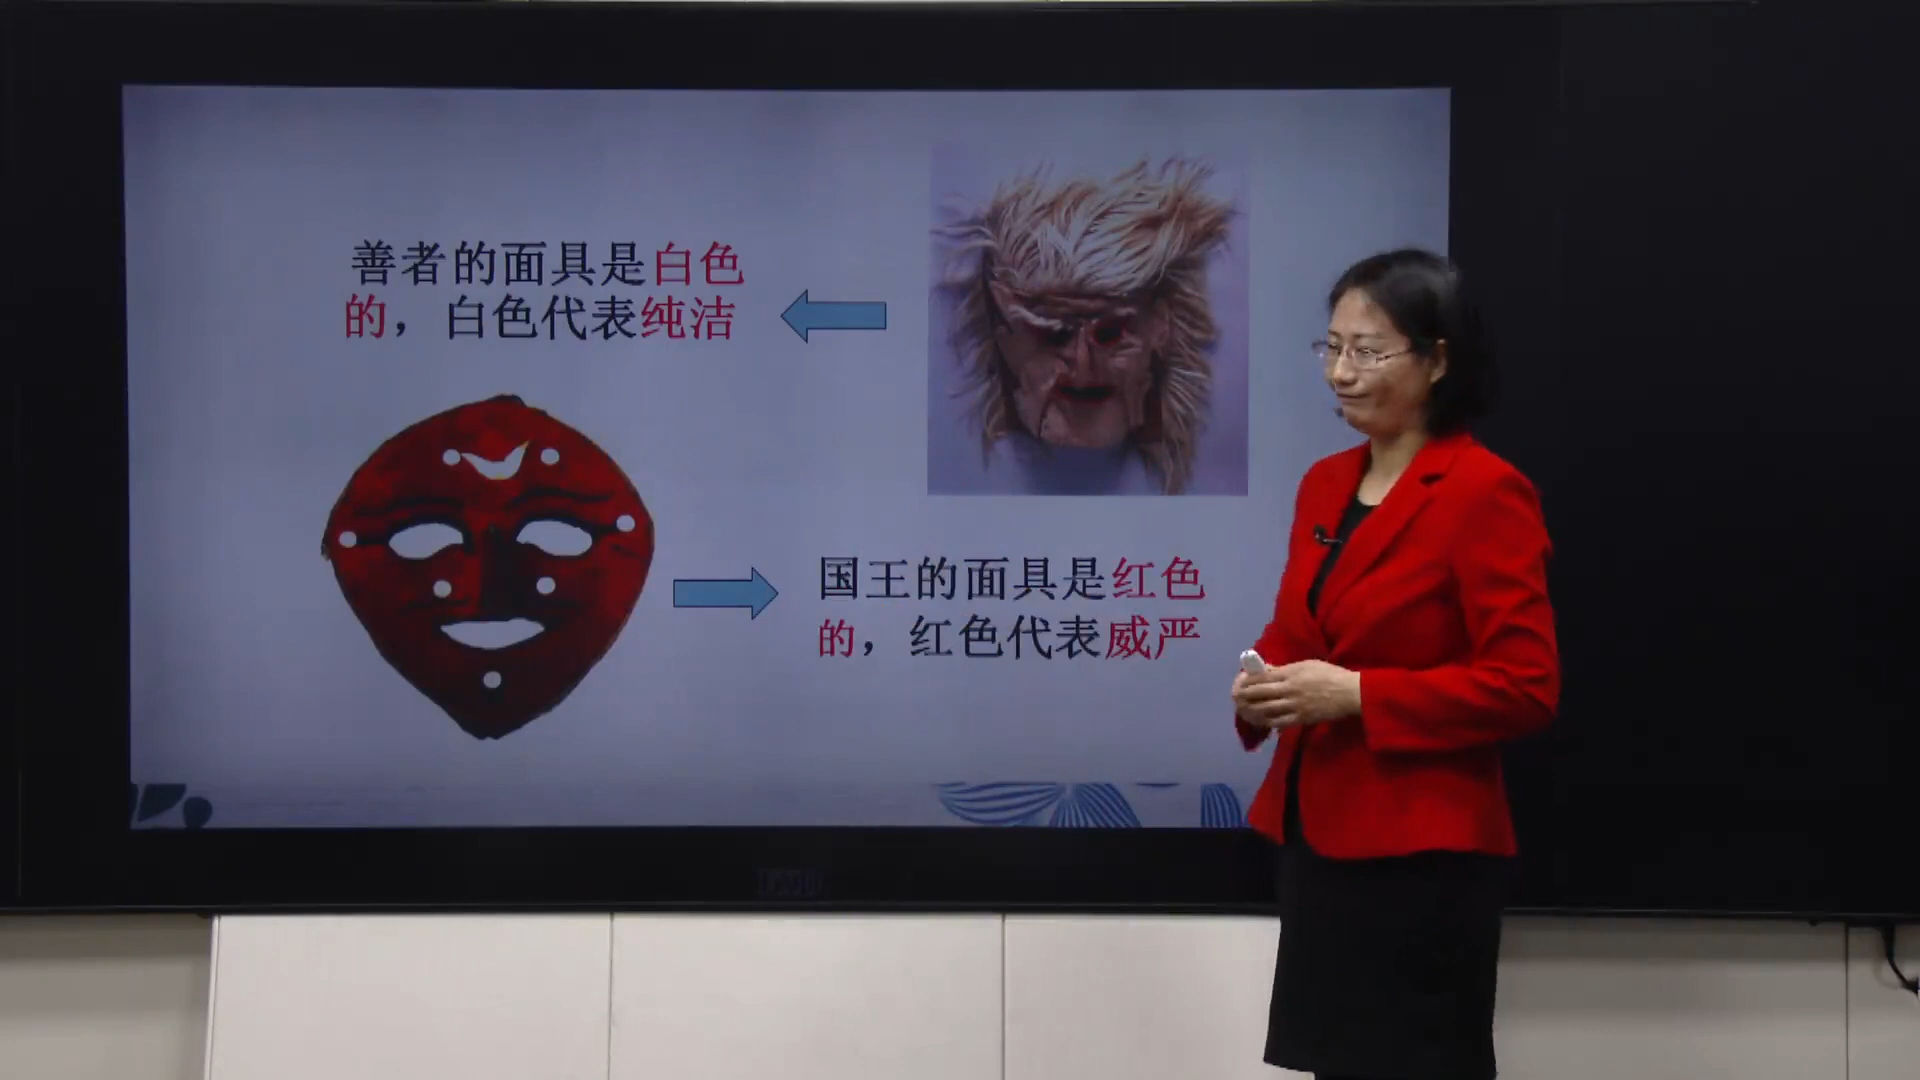 善者的面具是白色
的，白色代表纯洁
国王的面具是红色
的，红色代表威严